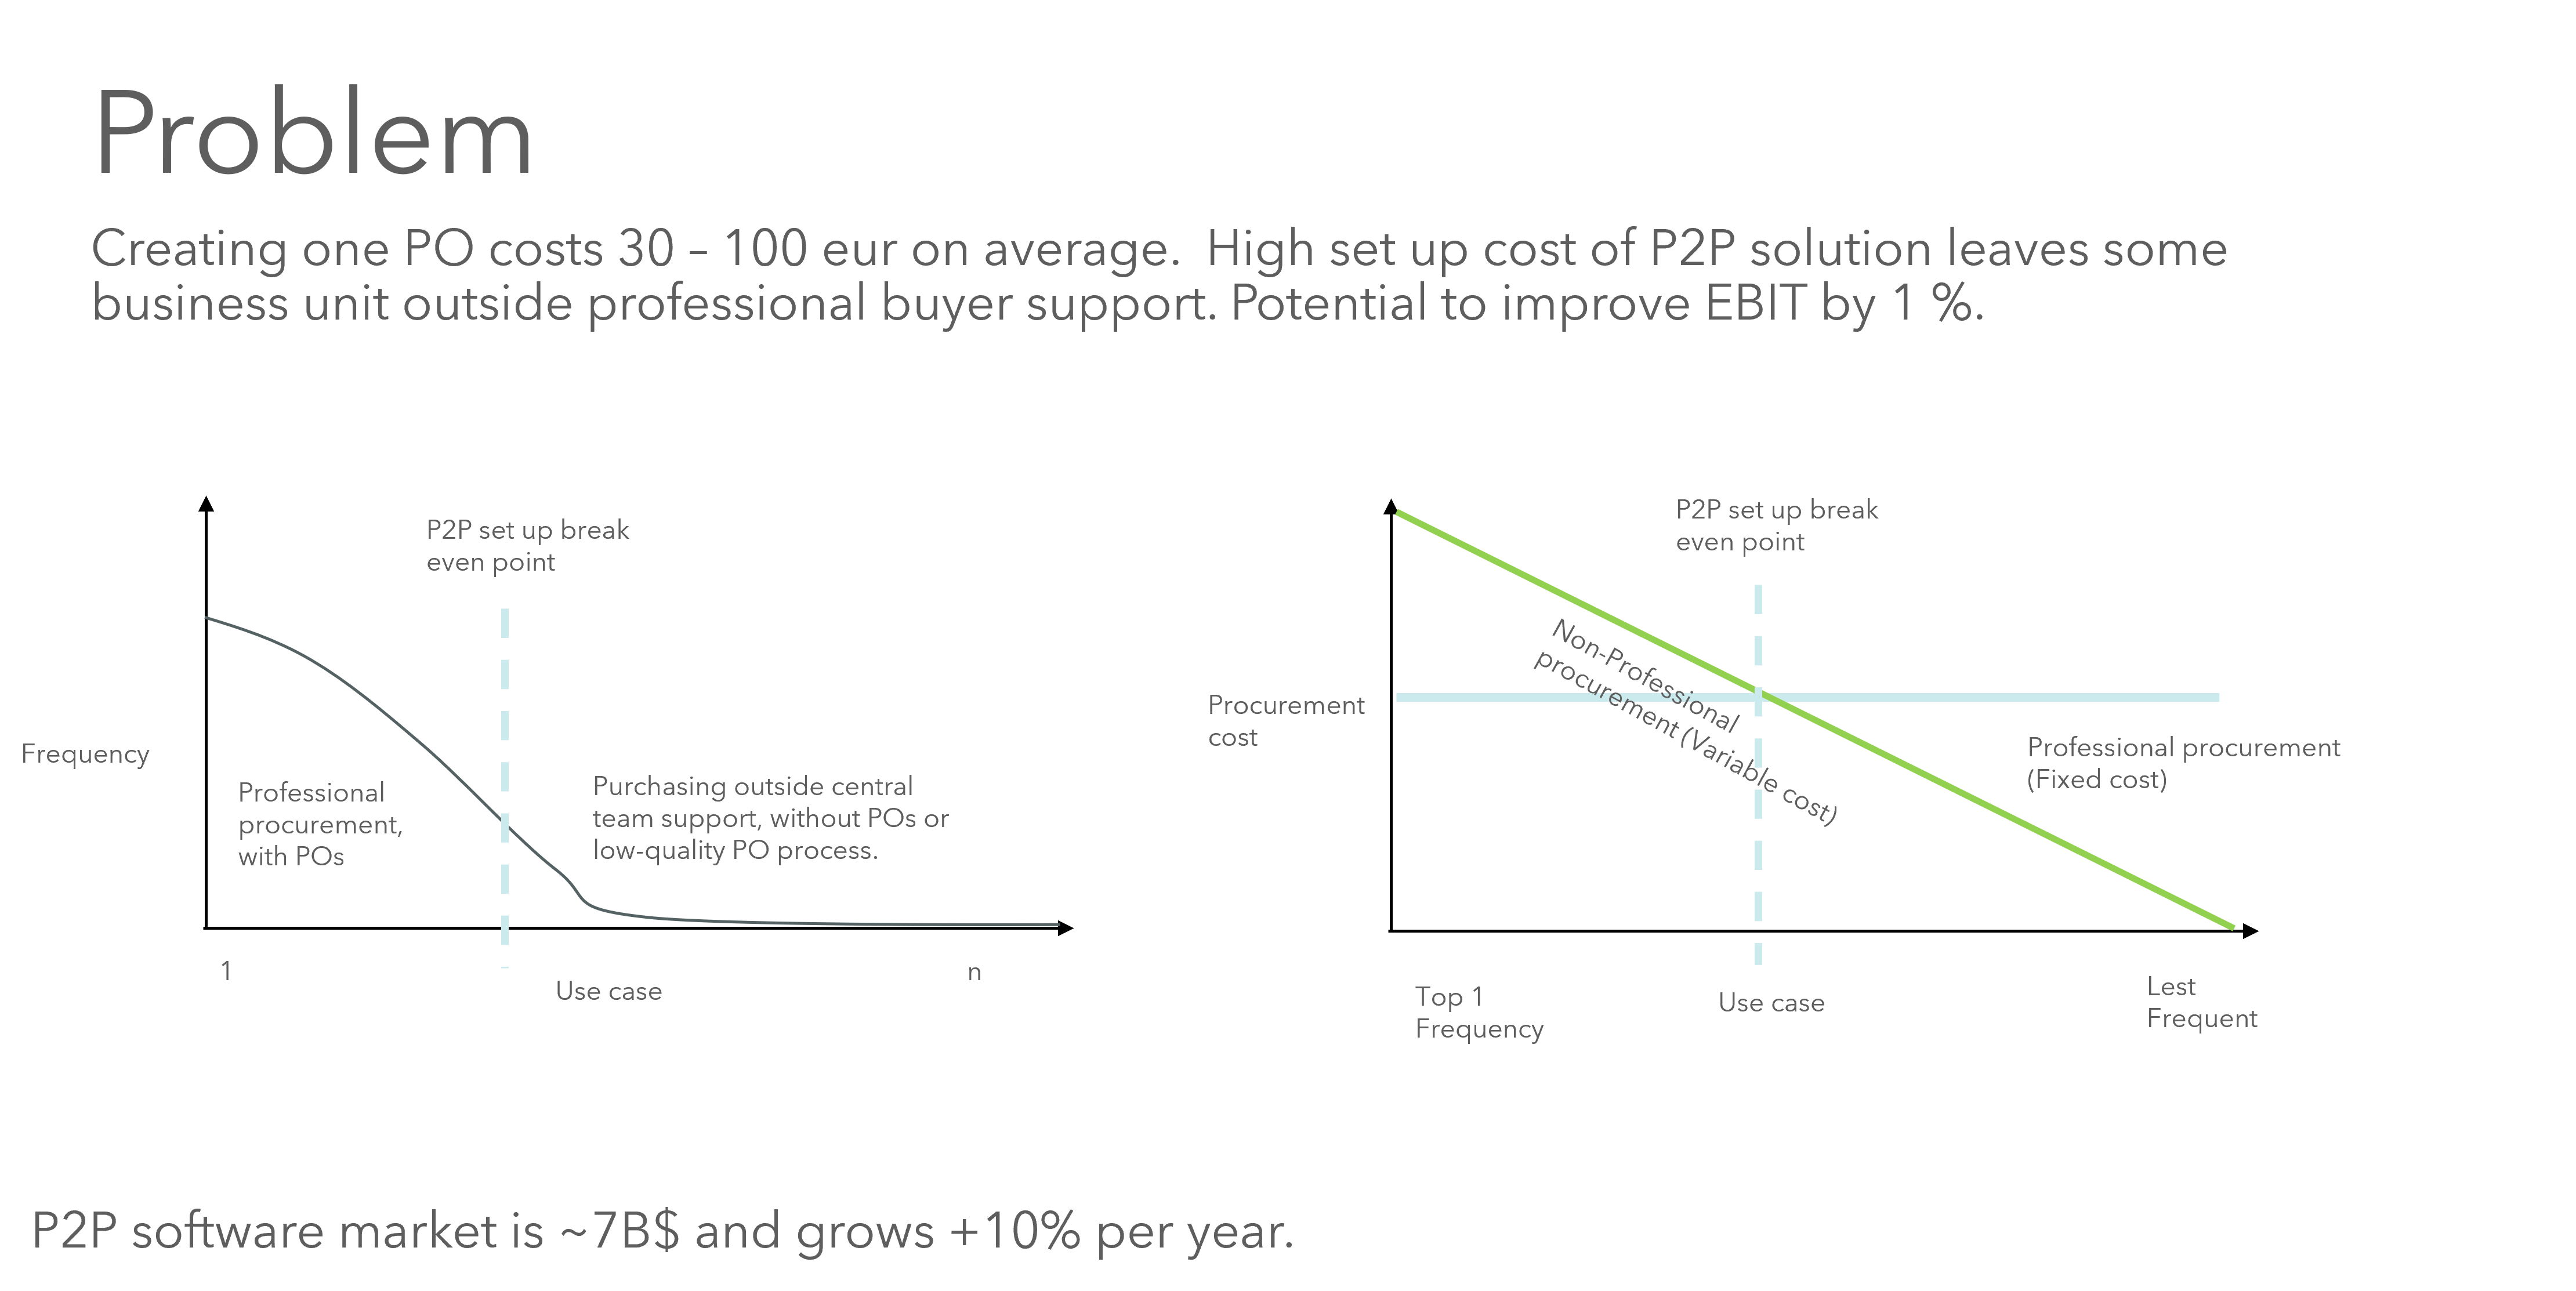 Problem
Creating one PO costs 30 – 100 eur on average.  High set up cost of P2P solution leaves some
business unit outside professional buyer support. Potential to improve EBIT by 1 %.
P2P set up break
even point
Frequency
Professional
procurement,
with POs
Purchasing outside central
team support, without POs or
low-quality PO process.
1
n
Use case
P2P set up break
even point
Non-Professional
procurement (Variable cost)
Procurement
cost
Professional procurement
(Fixed cost)
Top 1
Frequency
Use case
Lest
Frequent
P2P software market is ~7B$ and grows +10% per year.